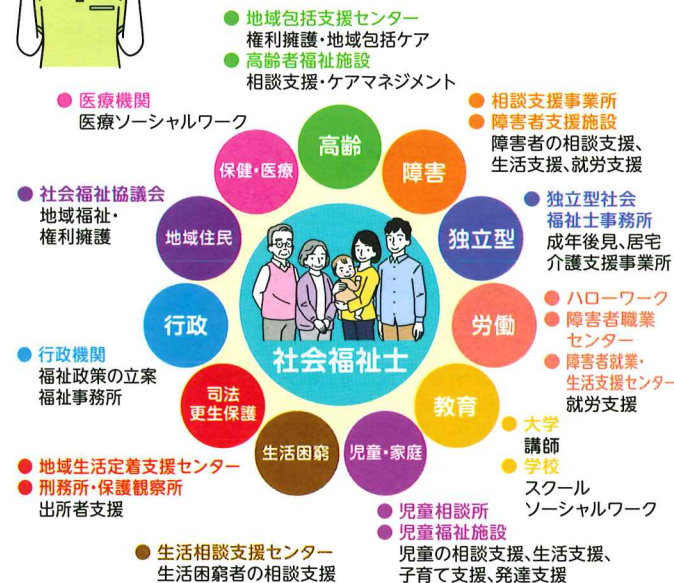 ● 地域包括支援センター
権利擁護・地域包括ケア
● 高齢者福祉施設
相談支援・ケアマネジメント
● 医療機関
医療ソーシャルワーク
● 相談支援事業所
● 障害者支援施設
障害者の相談支援、
生活支援、就労支援
● 社会福祉協議会
地域福祉・
権利擁護
● 独立型社会
福祉士事務所
成年後見、居宅
介護支援事業所
● ハローワーク
● 障害者職業
センター
● 障害者就業・
生活支援センター
就労支援
● 行政機関
福祉政策の立案
福祉事務所
● 大学
講師
● 学校
スクール
ソーシャルワーク
● 地域生活定着支援センター
● 刑務所・保護観察所
出所者支援
● 児童相談所
● 児童福祉施設
児童の相談支援、生活支援、
子育て支援、発達支援
● 生活相談支援センター
生活困窮者の相談支援
高齢
障害
独立型
労働
教育
児童・家庭
生活困窮
司法
更生保護
行政
地域住民
保健・医療
社会福祉士